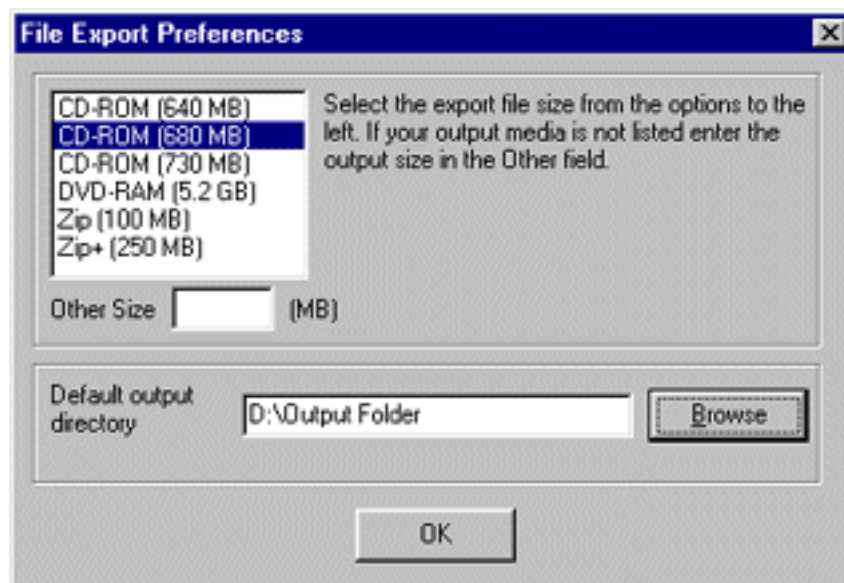 File Export Preferences
CD-ROM (640 MB)
CD-ROM (680 MB)
CD-ROM (730 MB)
DVD-RAM (5.2 GB)
Zip (100 MB)
Zip+ (250 MB)
Select the export file size from the options to the
left. If your output media is not listed enter the
output size in the Other field.
Other Size (MB)
Default output
directory
D:\Output Folder
Browse
OK